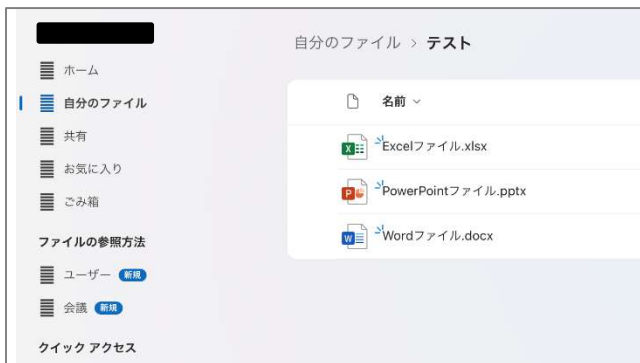 自分のファイル > テスト
ホーム
自分のファイル
共有
お気に入り
ごみ箱
ファイルの参照方法
ユーザー 新規
会議 新規
クイック アクセス
名前
Excelファイル.xlsx
PowerPointファイル.pptx
Wordファイル.docx